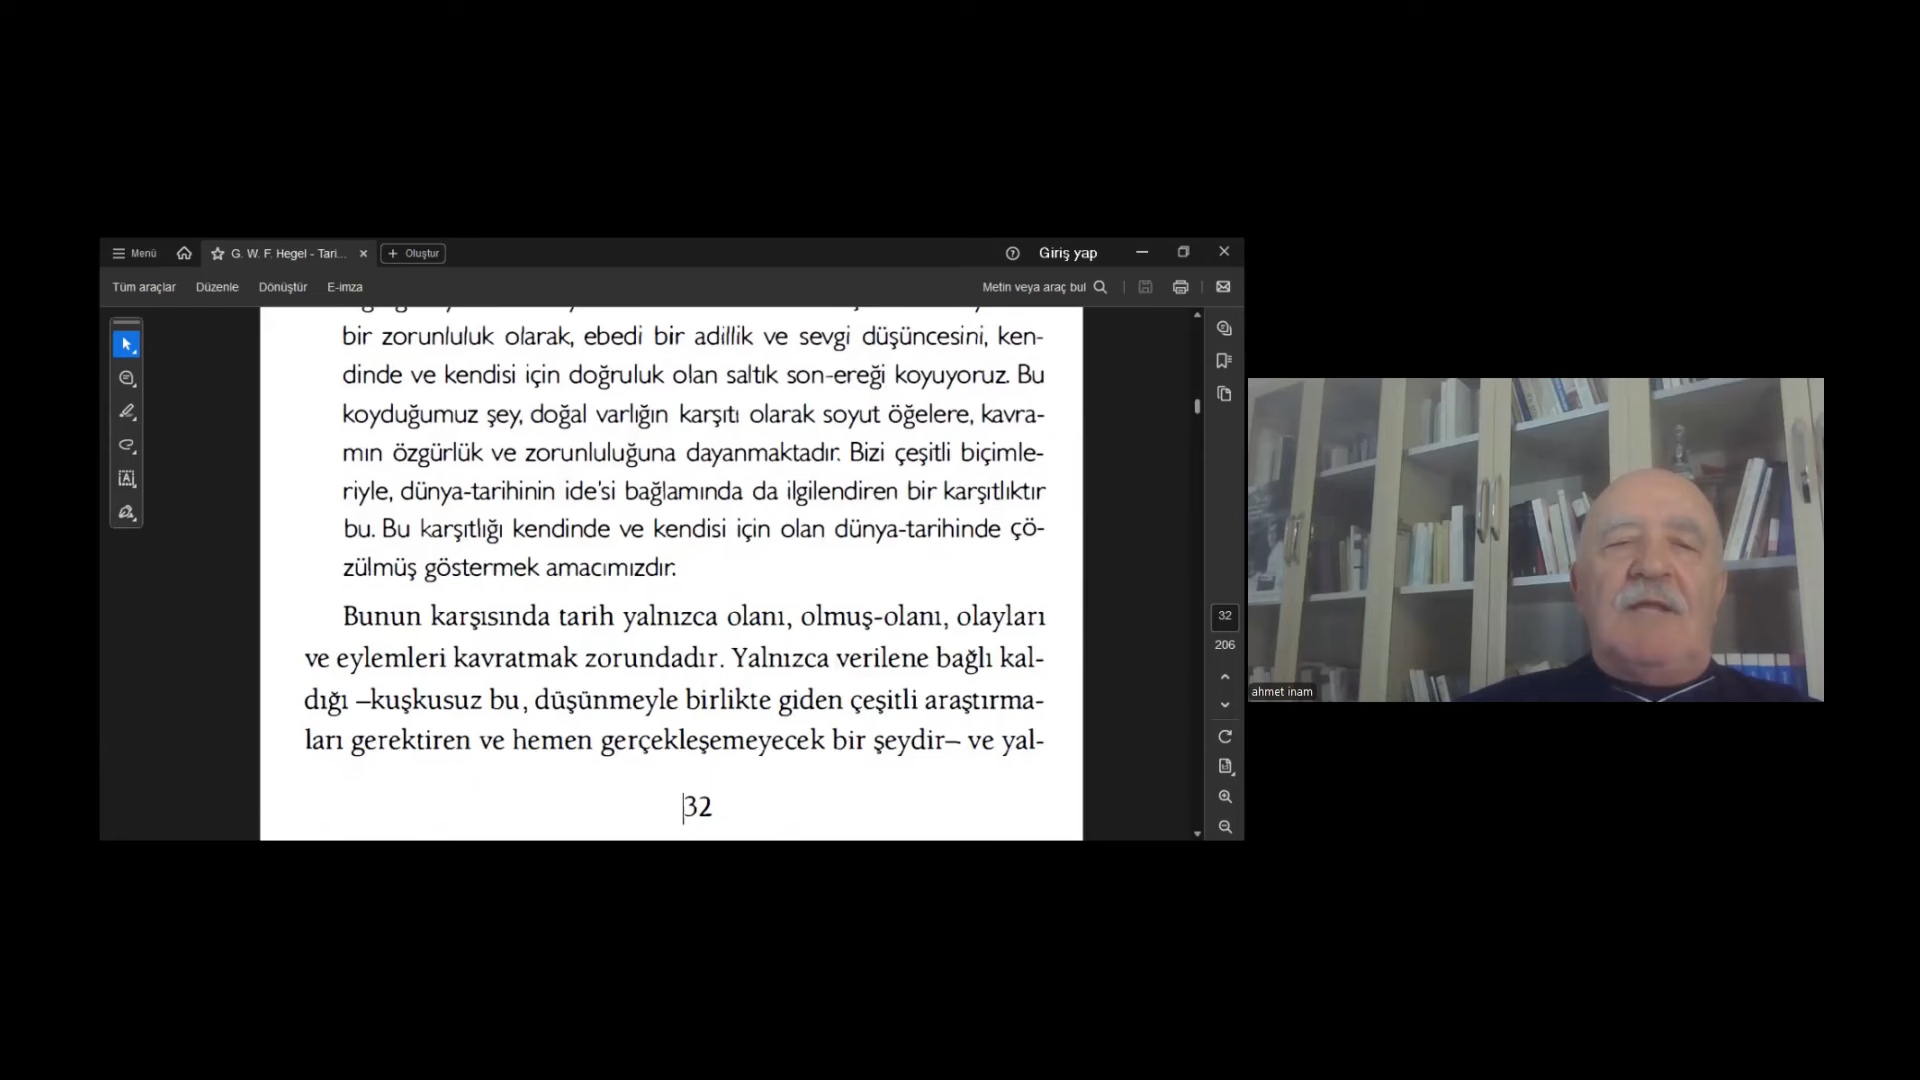 Menü
G. W. F. Hegel - Tari...
Oluştur
Giriş yap
Tüm araçlar
Düzenle
Dönüştür
E-imza
Metin veya araç bul
bir zorunluluk olarak, ebedi bir adillik ve sevgi düşüncesini, ken-
dinde ve kendisi için doğruluk olan saltık son-ereği koyuyoruz. Bu
koyduğumuz şey, doğal varlığın karşıtı olarak soyut öğelere, kavra-
mın özgürlük ve zorunluluğuna dayanmaktadır. Bizi çeşitli biçimle-
riyle, dünya-tarihinin ide'si bağlamında da ilgilendiren bir karşıtlıktır
bu. Bu karşıtlığı kendinde ve kendisi için olan dünya-tarihinde çö-
zülmüş göstermek amacımızdır.
Bunun karşısında tarih yalnızca olanı, olmuş-olanı, olayları
ve eylemleri kavratmak zorundadır. Yalnızca verilene bağlı kal-
dığı –kuşkusuz bu, düşünmeyle birlikte giden çeşitli araştırma-
ları gerektiren ve hemen gerçekleşemeyecek bir şeydir– ve yal-
32
32
206
ahmet inam